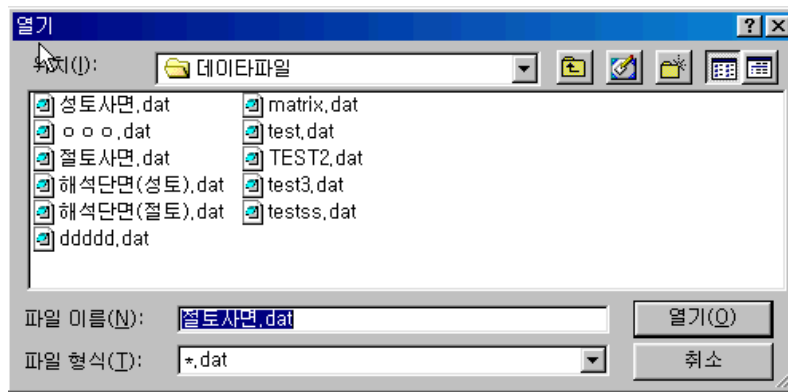 열기
위치(I): 데이타파일
성토사면.dat matrix.dat
ㅇㅇㅇ.dat test.dat
절토사면.dat TEST2.dat
해석단면(성토).dat test3.dat
해석단면(절토).dat testss.dat
ddddd.dat
파일 이름(N): 절토사면.dat 열기(O)
파일 형식(T): *.dat 취소